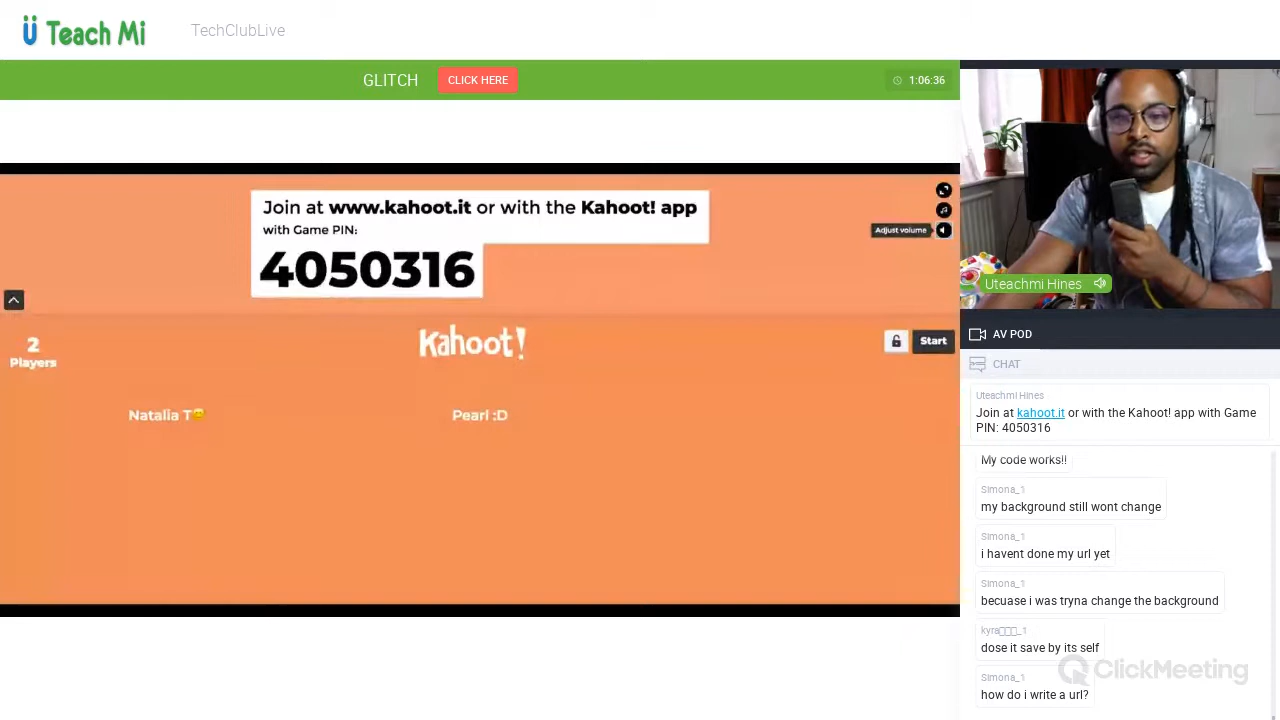 Ü Teach Mi
TechClubLive
GLITCH
CLICK HERE
1:06:36
Join at www.kahoot.it or with the Kahoot! app
with Game PIN:
4050316
Adjust volume
2
Players
Kahoot!
Start
Natalia T😊
Pearl :D
Uteachmi Hines
AV POD
CHAT
Uteachmi Hines
Join at kahoot.it or with the Kahoot! app with Game
PIN: 4050316
My code works!!
Simona_1
my background still wont change
Simona_1
i havent done my url yet
Simona_1
becuase i was tryna change the background
kyra□□□_1
dose it save by its self
Simona_1
how do i write a url?
ClickMeeting